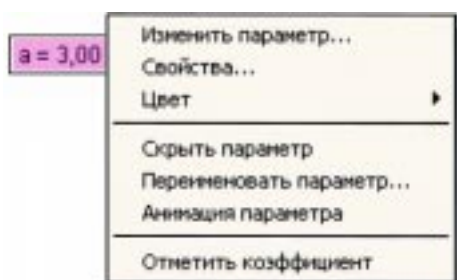 a = 3,00
Изменить параметр...
Свойства...
Цвет
Скрыть параметр
Переименовать параметр...
Анимация параметра
Отметить коэффициент